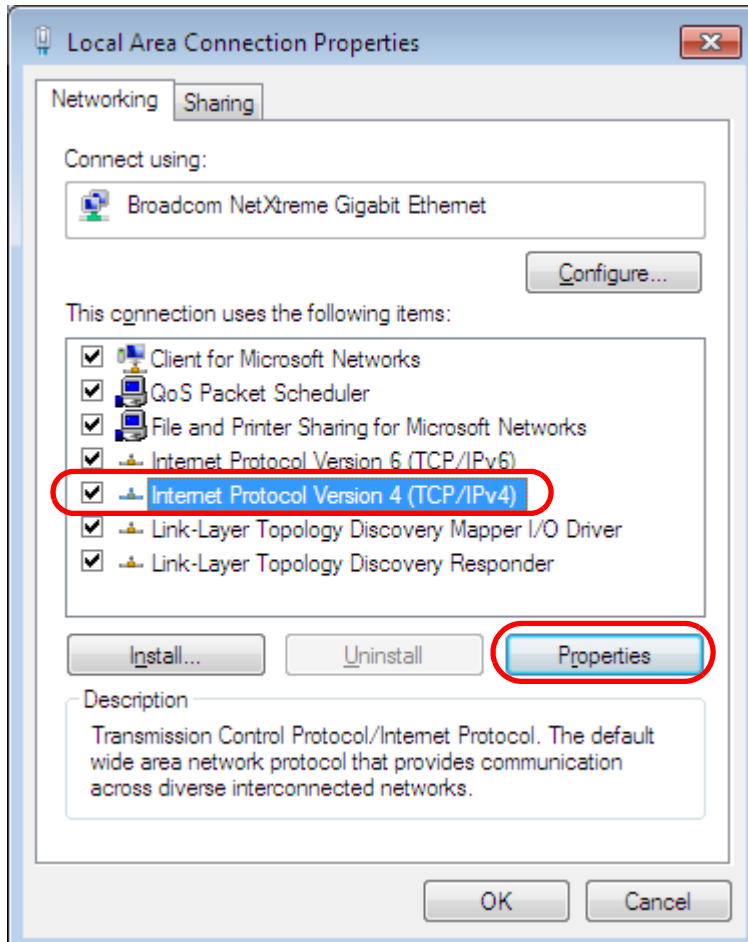 Local Area Connection Properties
Networking
Sharing
Connect using:
Broadcom NetXtreme Gigabit Ethernet
Configure...
This connection uses the following items:
Client for Microsoft Networks
QoS Packet Scheduler
File and Printer Sharing for Microsoft Networks
Internet Protocol Version 6 (TCP/IPv6)
Internet Protocol Version 4 (TCP/IPv4)
Link-Layer Topology Discovery Mapper I/O Driver
Link-Layer Topology Discovery Responder
Install...
Uninstall
Properties
Description
Transmission Control Protocol/Internet Protocol. The default
wide area network protocol that provides communication
across diverse interconnected networks.
OK
Cancel